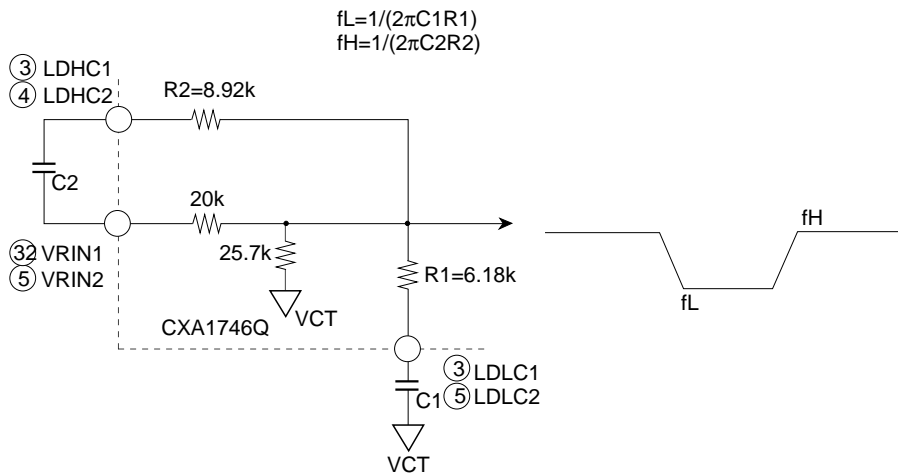 fL=1/(2πC1R1)
fH=1/(2πC2R2)
3 LDHC1
4 LDHC2
R2=8.92k
C2
20k
fH
32 VRIN1
5 VRIN2
25.7k
R1=6.18k
fL
VCT
CXA1746Q
3 LDLC1
5 LDLC2
C1
VCT